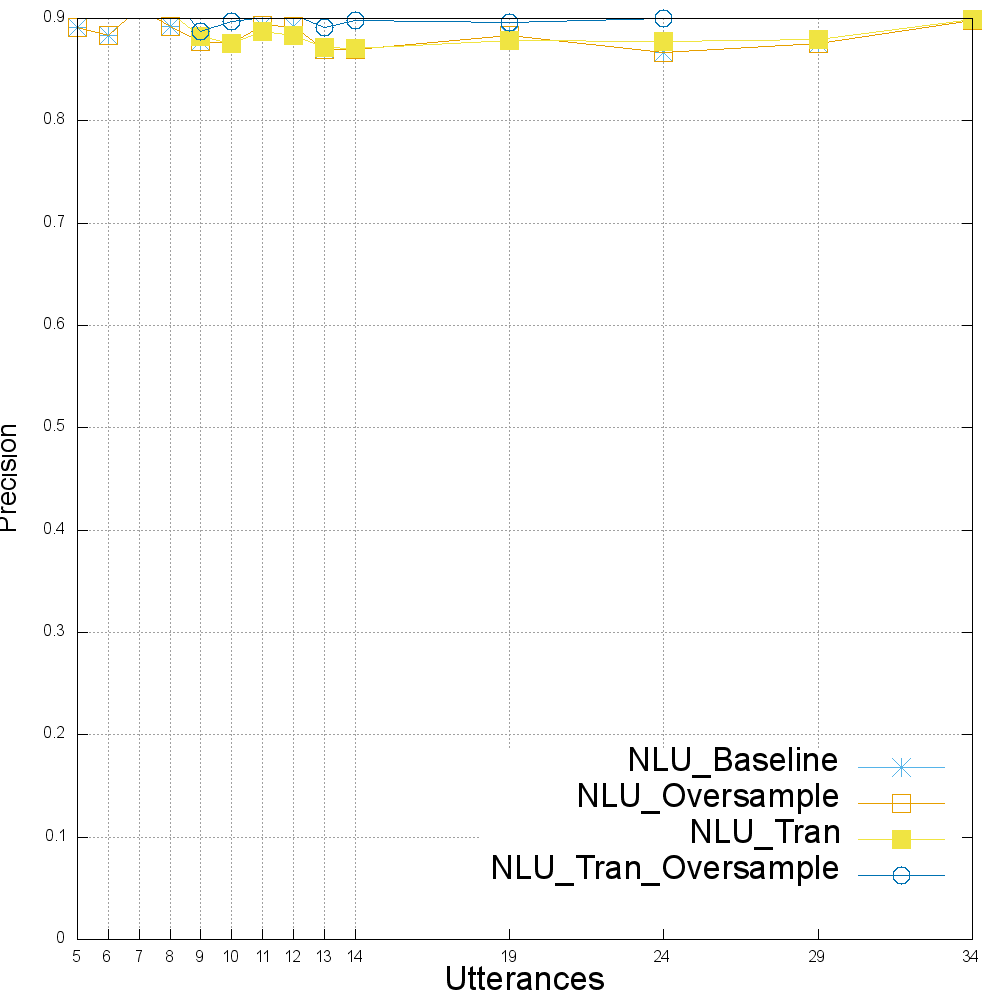 0.9
0.8
0.7
0.6
0.5
0.4
0.3
0.2
0.1
0
Precision
NLU_Baseline
NLU_Oversample
NLU_Tran
NLU_Tran_Oversample
5 6 7 8 9 10 11 12 13 14 19 24 29 34
Utterances